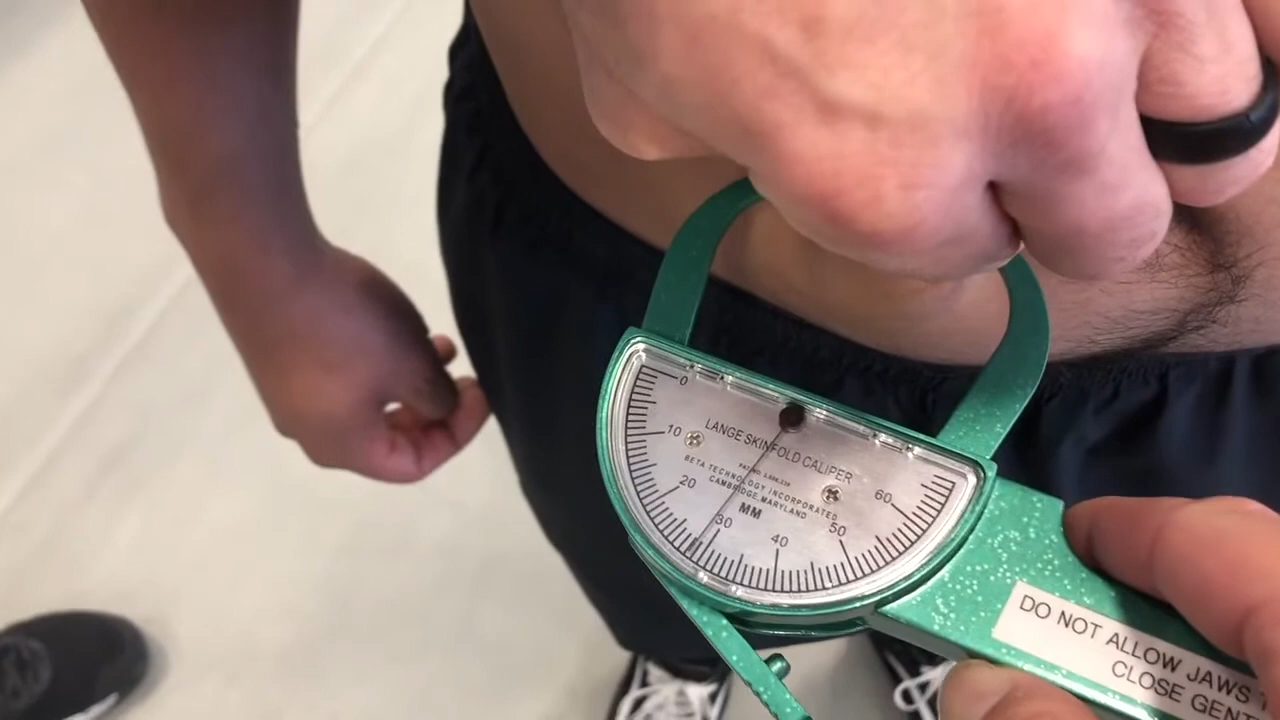 0
10
20
30
40
50
60
LANGE SKINFOLD CALIPER
BETA TECHNOLOGY INCORPORATED
CAMBRIDGE, MARYLAND
MM
DO NOT ALLOW JAWS
CLOSE